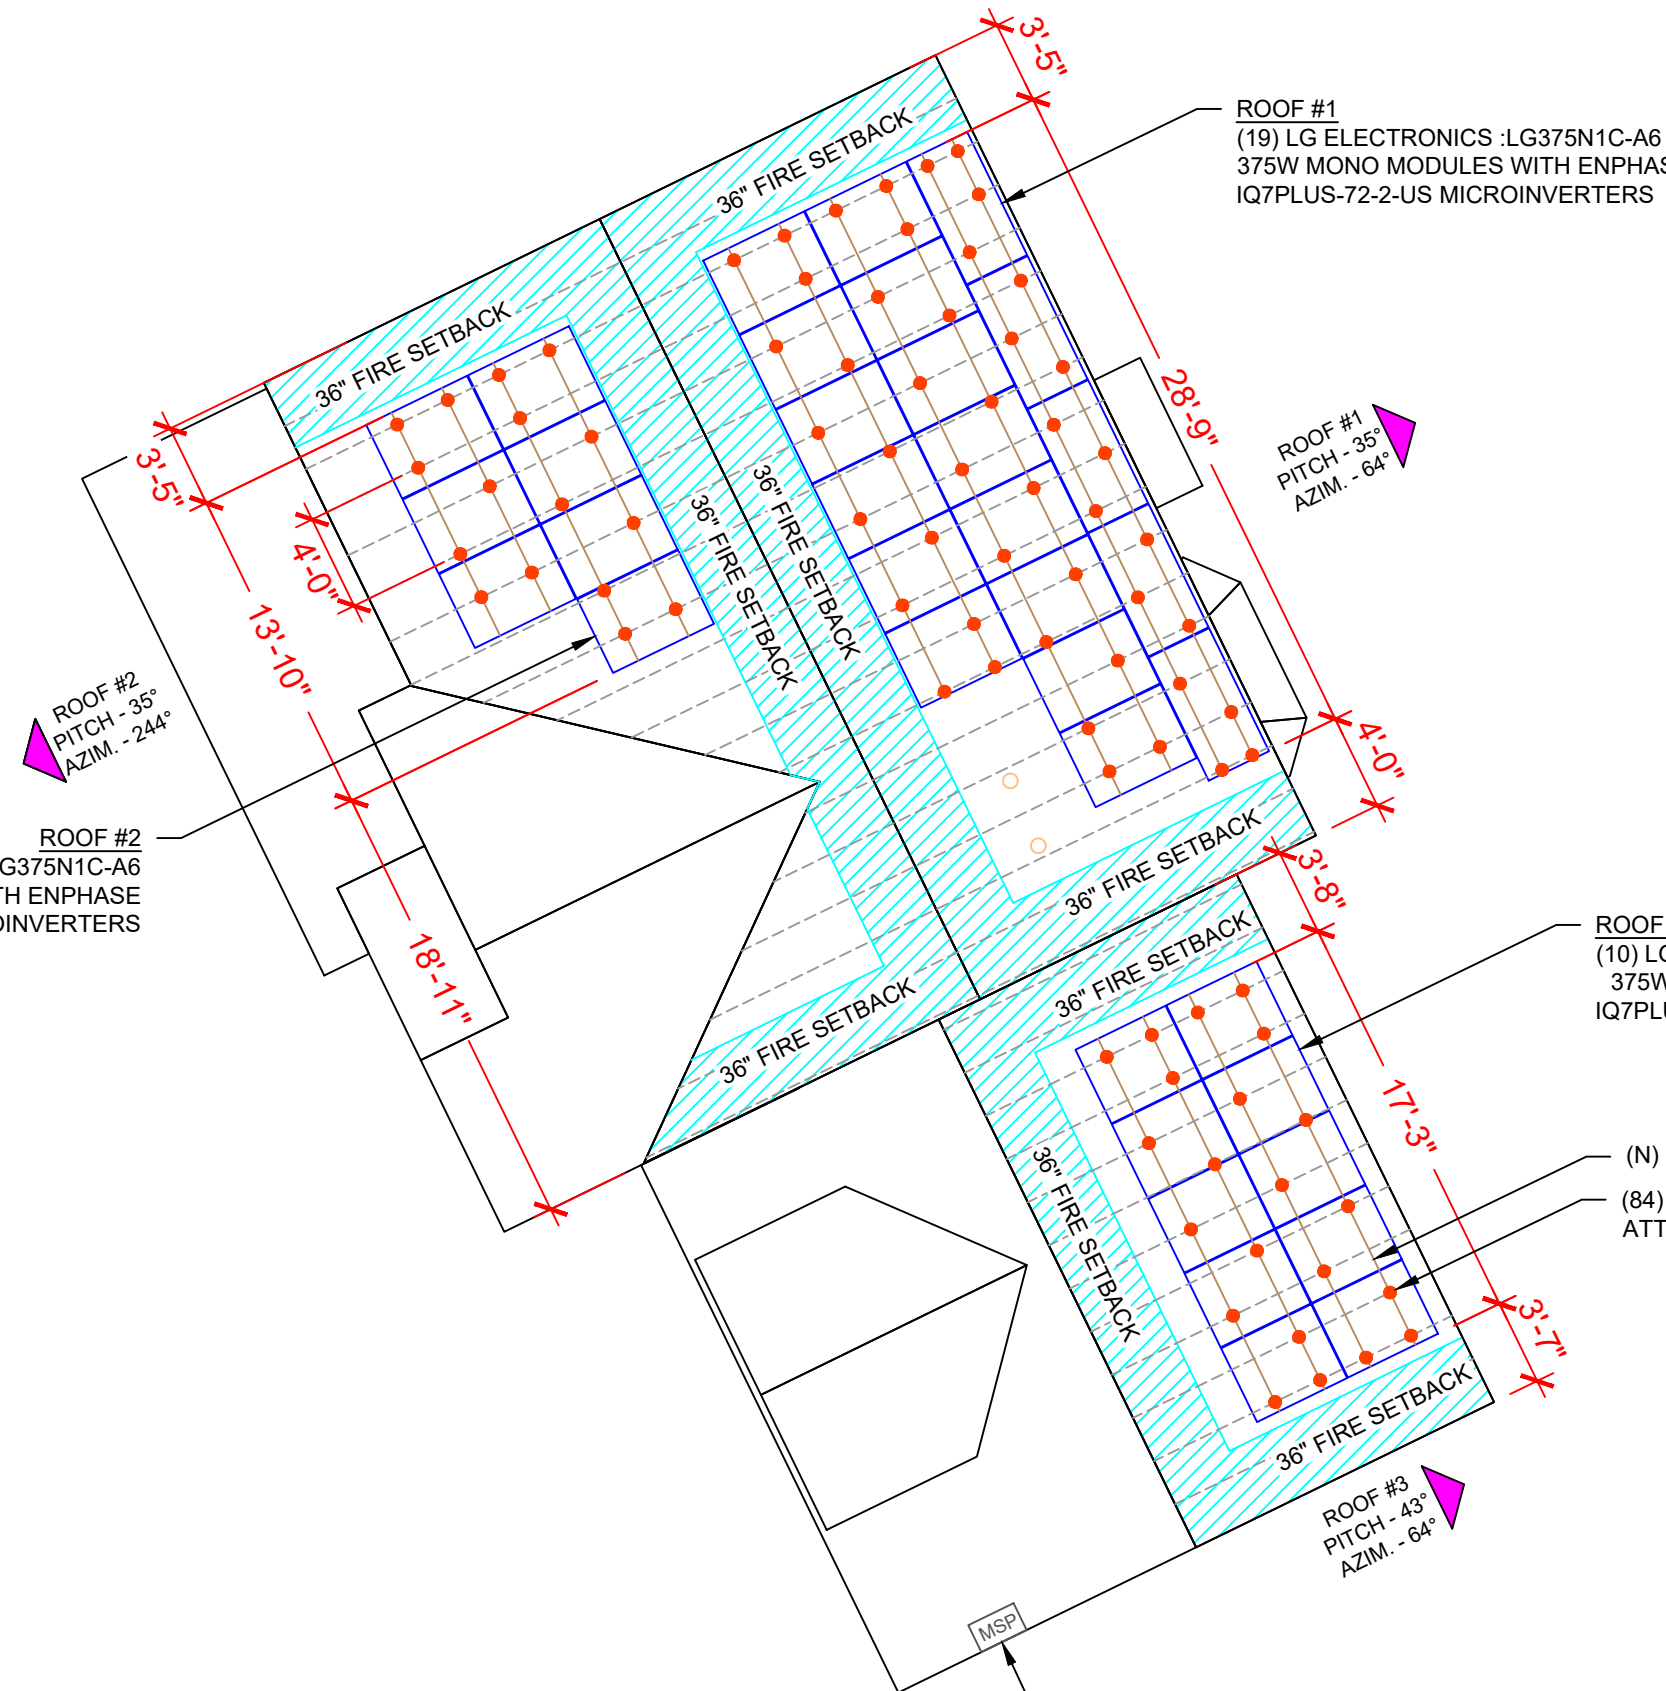 3'-5"
ROOF #1
(19) LG ELECTRONICS :LG375N1C-A6
375W MONO MODULES WITH ENPHAS
IQ7PLUS-72-2-US MICROINVERTERS
36" FIRE SETBACK
36" FIRE SETBACK
28'-9"
ROOF #1
PITCH - 35°
AZIM. - 64°
3'-5"
4'-0"
13'-10"
36" FIRE SETBACK
36" FIRE SETBACK
ROOF #2
PITCH - 35°
AZIM. - 244°
4'-0"
ROOF #2
G375N1C-A6
TH ENPHASE
OINVERTERS
18'-11"
36" FIRE SETBACK
3'-8"
36" FIRE SETBACK
36" FIRE SETBACK
ROOF
(10) LG
375W
IQ7PLU
17'-3"
36" FIRE SETBACK
(N)
(84)
ATT
3'-7"
36" FIRE SETBACK
ROOF #3
PITCH - 43°
AZIM. - 64°
MSP